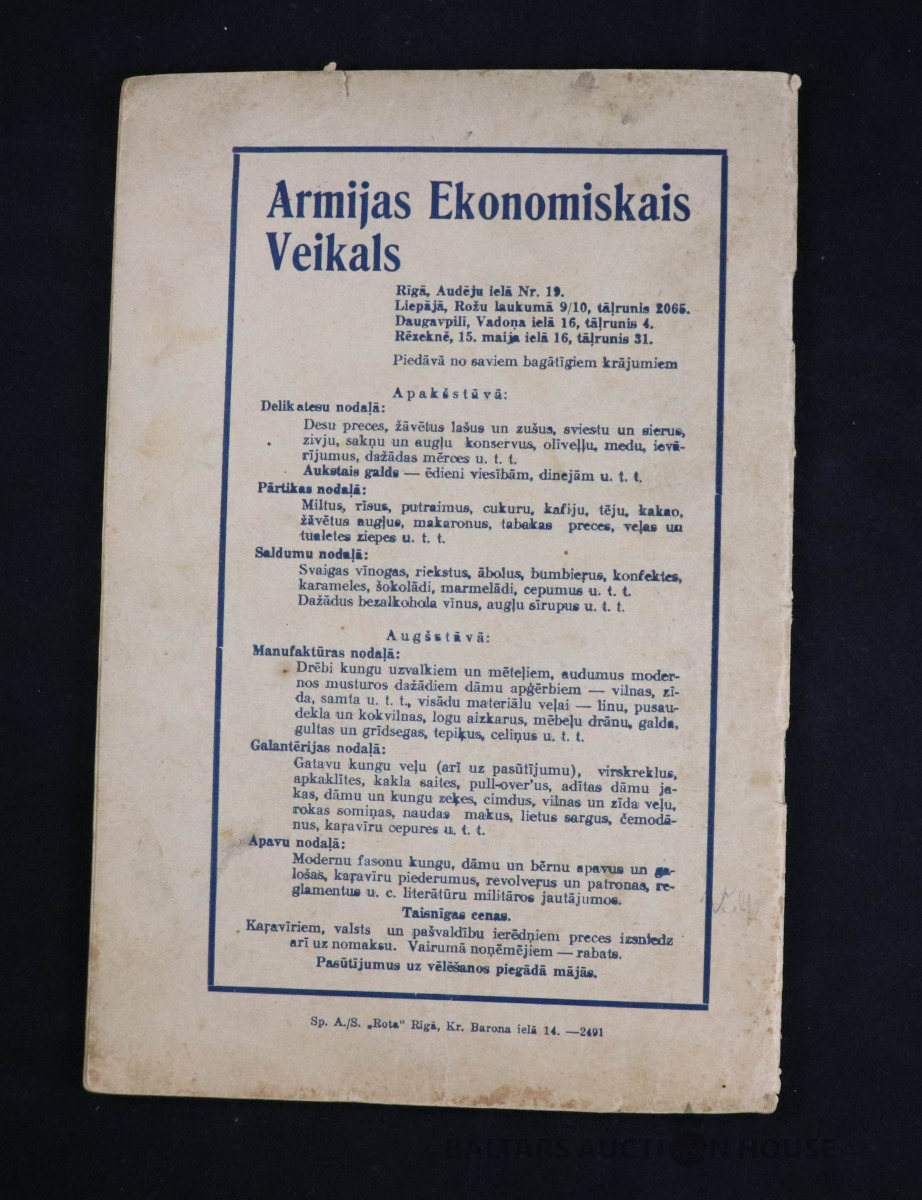 Armijas Ekonomiskais
Veikals
Rīgā, Audēju ielā Nr. 19.
Liepājā, Rožu laukumā 9/10, tāļrunis 2065.
Daugavpilī, Vadoņa ielā 16, tāļrunis 4.
Rēzeknē, 15. maija ielā 16, tāļrunis 31.
Piedāvā no saviem bagātīgiem krājumiem
Apakšstāvā:
Delikatesu nodaļā:
Desu preces, žāvētus lašus un zušus, sviestu un sierus,
zivju, sakņu un augļu konservus, olīveļļu, medu, ievā-
rījumus, dažādas mērces u. t. t.
Aukstais galds — ēdieni viesībām, dinejām u. t. t.
Pārtikas nodaļā:
Miltus, rīsus, putraimus, cukuru, kafiju, tēju, kakao,
žāvētus augļus, makaronus, tabakas preces, veļas un
tualetes ziepes u. t. t.
Saldumu nodaļā:
Svaigas vīnogas, riekstus, ābolus, bumbieŗus, konfektes,
karameles, šokolādi, marmelādi, cepumus u. t. t.
Dažādus bezalkohola vīnus, augļu sīrupus u. t. t.
Augšstāvā:
Manufaktūras nodaļā:
Drēbi kungu uzvalkiem un mēteļiem, audumus moder-
nos musturos dažādiem dāmu apģērbiem — vilnas, zī-
da, samta u. t. t., visādu materiālu veļai — linu, pusau-
dekla un kokvilnas, logu aizkarus, mēbeļu drānu, galda,
gultas un grīdsegas, tepiķus, celiņus u. t. t.
Galantērijas nodaļā:
Gatavu kungu veļu (arī uz pasūtījumu), virskreklus,
apkaklītes, kakla saites, pull-over'us, adītas dāmu ja-
kas, dāmu un kungu zeķes, cimdus, vilnas un zīda veļu,
rokas somiņas, naudas makus, lietus sargus, čemodā-
nus, kaŗavīru cepures u. t. t.
Apavu nodaļā:
Modernu fasonu kungu, dāmu un bērnu apavus un ga-
lošas, kaŗavīru piederumus, revolveŗus un patronas, re-
glamentus u. c. literātūru militāros jautājumos.
Taisnīgas cenas.
Kaŗavīriem, valsts un pašvaldību ierēdņiem preces izsniedz
arī uz nomaksu. Vairumā noņēmējiem — rabats.
Pasūtījumus uz vēlēšanos piegādā mājās.
Sp. A./S. „Rota“ Rīgā, Kr. Barona ielā 14. —2491
BALTARS AUCTION HOUSE